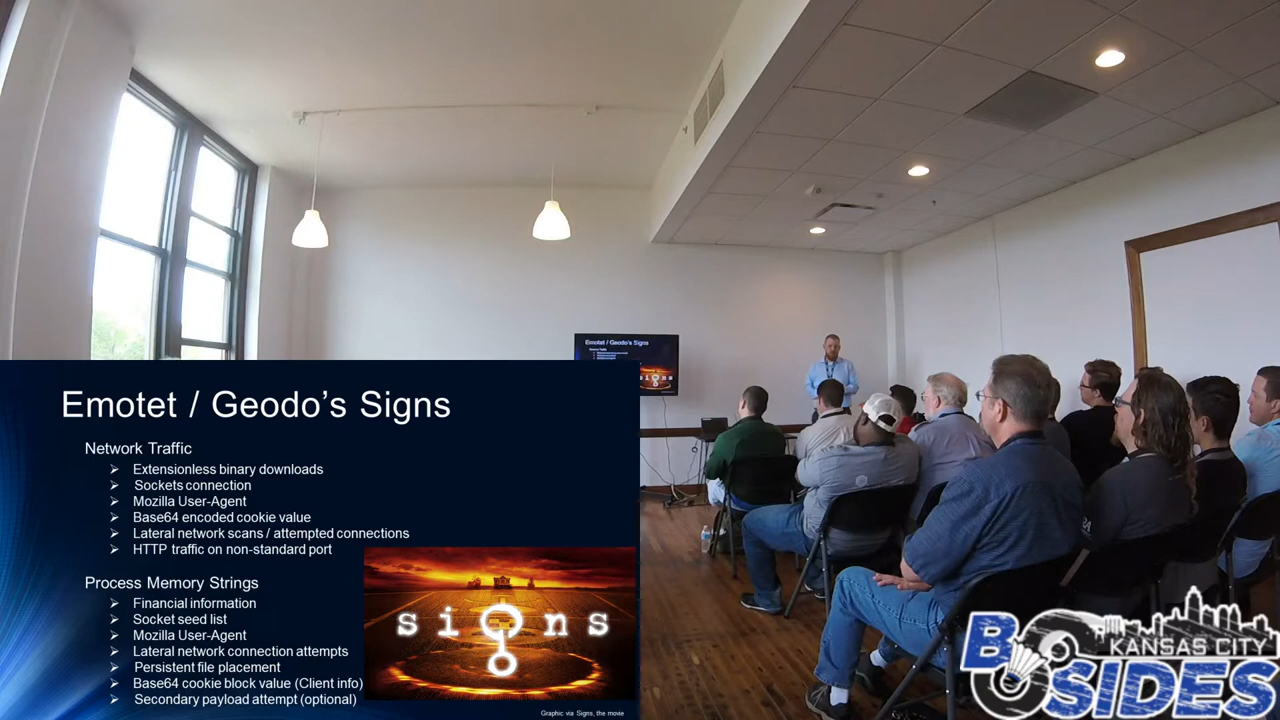 Emotet / Geodo's Signs
Emotet / Geodo's Signs
Network Traffic
Extensionless binary downloads
Sockets connection
Mozilla User-Agent
Base64 encoded cookie value
Lateral network scans / attempted connections
HTTP traffic on non-standard port
signs
Process Memory Strings
Financial information
Socket seed list
Mozilla User-Agent
Lateral network connection attempts
Persistent file placement
Base64 cookie block value (Client info)
Secondary payload attempt (optional)
Graphic via Signs, the movie
KANSAS CITY
BSIDES